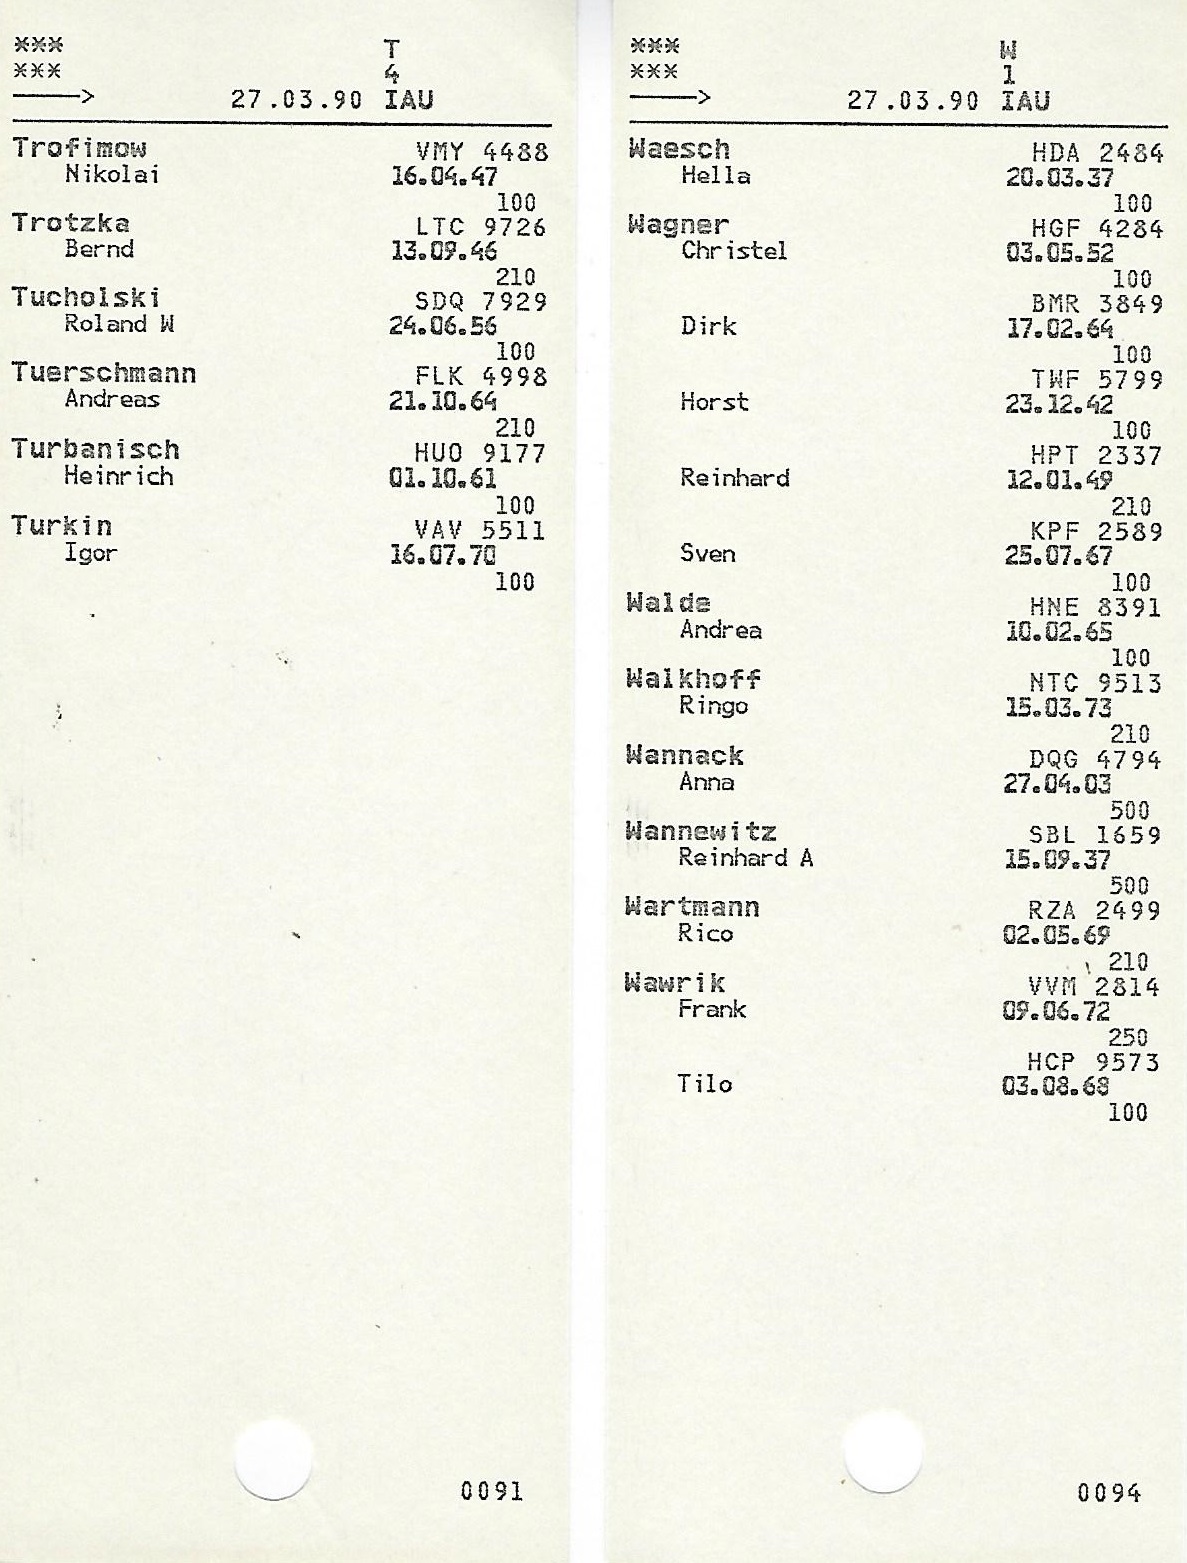 *** T
*** 4
——> 27.03.90 IAU
Trofimow VMY 4488
Nikolai 16.04.47
100
Trotzka LTC 9726
Bernd 13.09.46
210
Tucholski SDQ 7929
Roland W 24.06.56
100
Tuerschmann FLK 4998
Andreas 21.10.64
210
Turbanisch HUO 9177
Heinrich 01.10.61
100
Turkin VAV 5511
Igor 16.07.70
100
0091
*** W
*** 1
——> 27.03.90 IAU
Waesch HDA 2484
Hella 20.03.37
100
Wagner HGF 4284
Christel 03.05.52
100
BMR 3849
Dirk 17.02.64
100
TWF 5799
Horst 23.12.42
100
HPT 2337
Reinhard 12.01.49
210
KPF 2589
Sven 25.07.67
100
Walde HNE 8391
Andrea 10.02.65
100
Walkhoff NTC 9513
Ringo 15.03.73
210
Wannack DQG 4794
Anna 27.04.03
500
Wannewitz SBL 1659
Reinhard A 15.09.37
500
Wartmann RZA 2499
Rico 02.05.69
210
Wawrik VVM 2814
Frank 09.06.72
250
HCP 9573
Tilo 03.08.68
100
0094